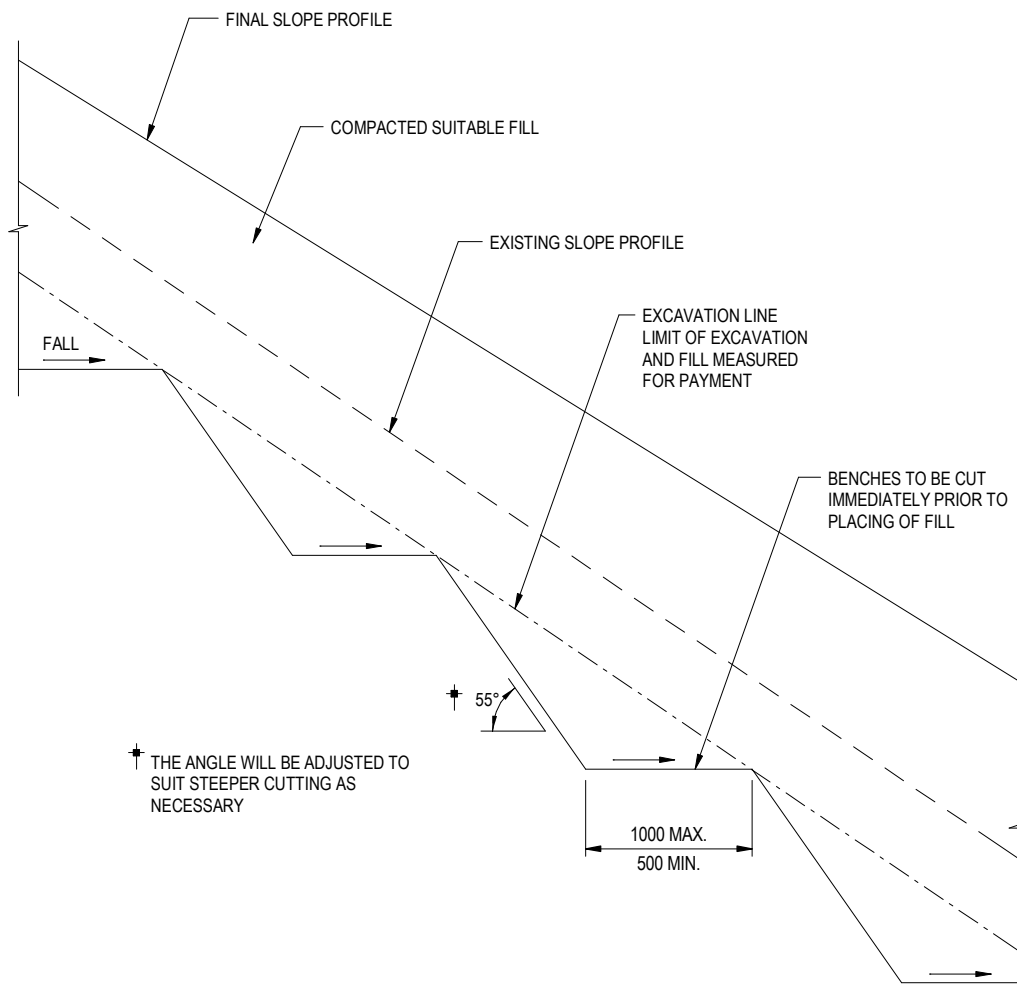 FINAL SLOPE PROFILE
COMPACTED SUITABLE FILL
EXISTING SLOPE PROFILE
EXCAVATION LINE
LIMIT OF EXCAVATION
AND FILL MEASURED
FOR PAYMENT
FALL
BENCHES TO BE CUT
IMMEDIATELY PRIOR TO
PLACING OF FILL
55°
THE ANGLE WILL BE ADJUSTED TO
SUIT STEEPER CUTTING AS
NECESSARY
1000 MAX.
500 MIN.